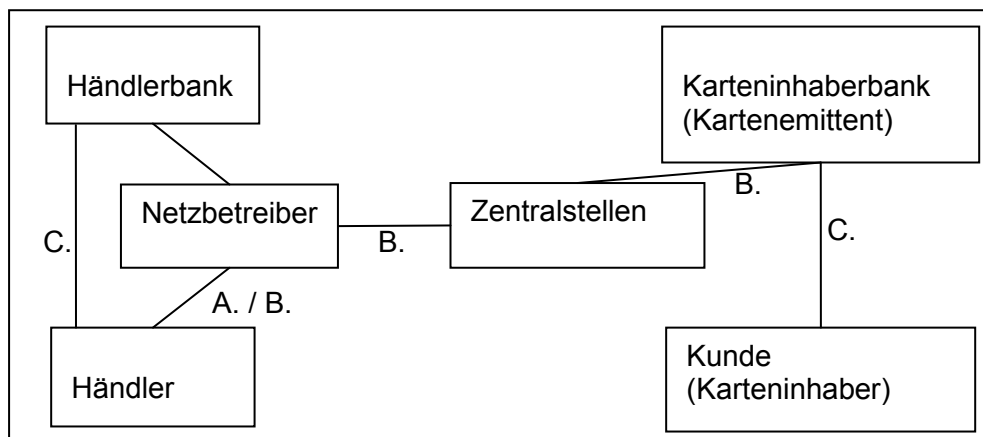 Händlerbank
Karteninhaberbank
(Kartenemittent)
B.
Netzbetreiber
Zentralstellen
C.
B.
C.
A. / B.
Händler
Kunde
(Karteninhaber)